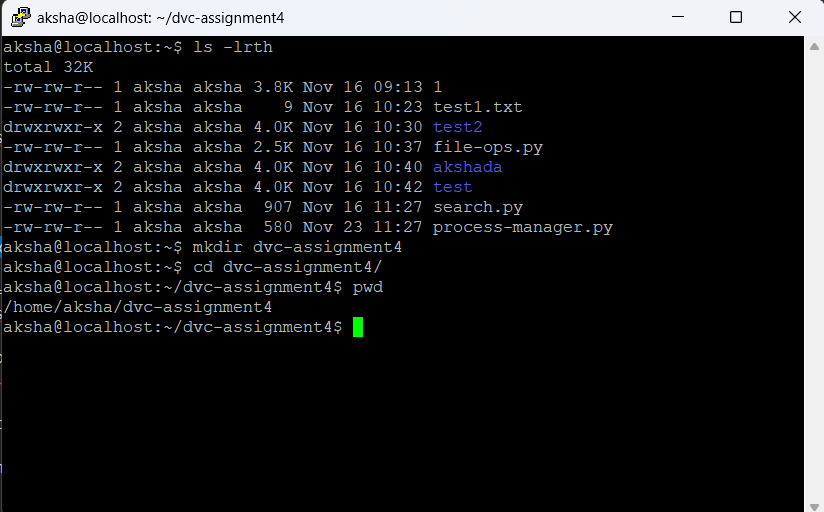 aksha@localhost: ~/dvc-assignment4
aksha@localhost:~$ ls -lrth
total 32K
-rw-rw-r-- 1 aksha aksha 3.8K Nov 16 09:13 1
-rw-rw-r-- 1 aksha aksha    9 Nov 16 10:23 test1.txt
drwxrwxr-x 2 aksha aksha 4.0K Nov 16 10:30 test2
-rw-rw-r-- 1 aksha aksha 2.5K Nov 16 10:37 file-ops.py
drwxrwxr-x 2 aksha aksha 4.0K Nov 16 10:40 akshada
drwxrwxr-x 2 aksha aksha 4.0K Nov 16 10:42 test
-rw-rw-r-- 1 aksha aksha  907 Nov 16 11:27 search.py
-rw-rw-r-- 1 aksha aksha  580 Nov 23 11:27 process-manager.py
aksha@localhost:~$ mkdir dvc-assignment4
aksha@localhost:~$ cd dvc-assignment4/
aksha@localhost:~/dvc-assignment4$ pwd
/home/aksha/dvc-assignment4
aksha@localhost:~/dvc-assignment4$